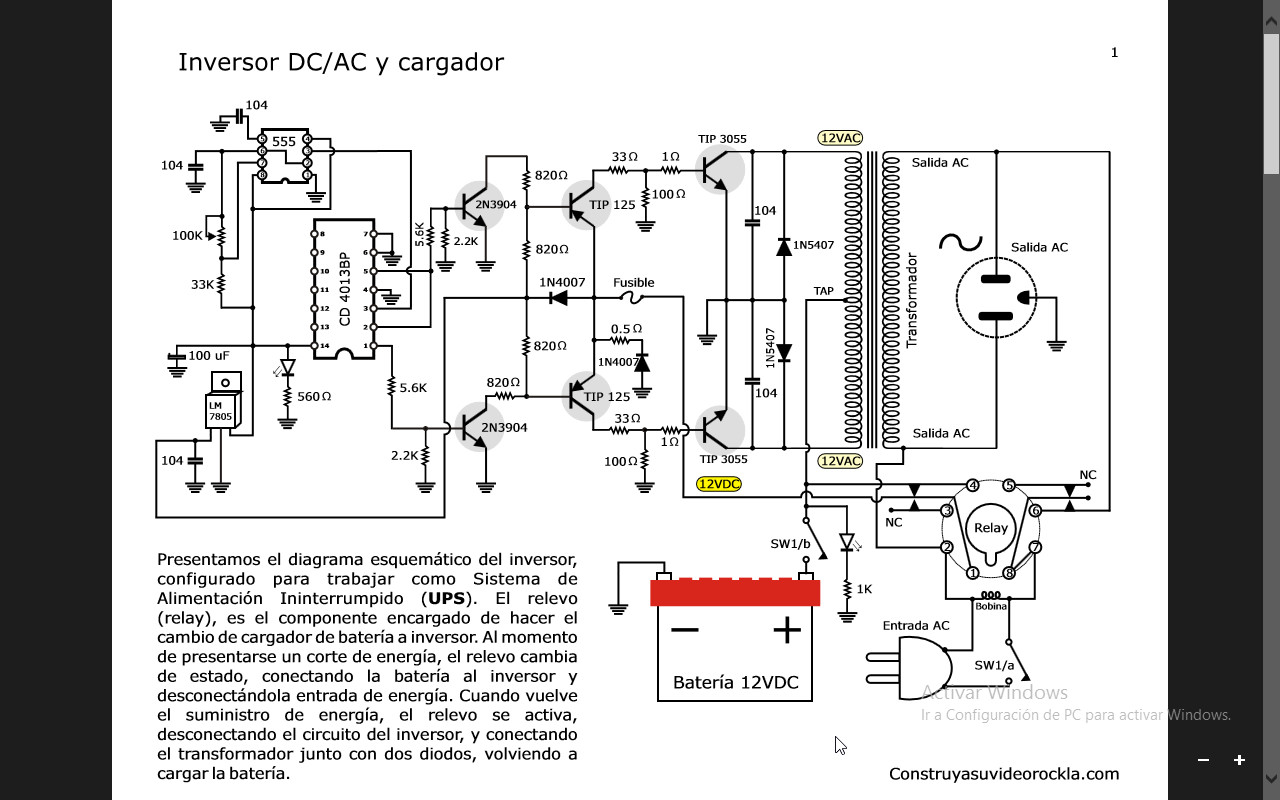 Inversor DC/AC y cargador
1
104
555
5 4
6 3
7 2
8 1
104
100K
33K
2N3904
5.6K
2.2K
820Ω
820Ω
TIP 125
33Ω
1Ω
100Ω
TIP 3055
12VAC
Salida AC
104
1N5407
Salida AC
8 7
9 6
10 5
11 4
12 3
13 2
14 1
CD 4013BP
1N4007
Fusible
TAP
Transformador
100 uF
560Ω
LM
7805
104
5.6K
2.2K
820Ω
820Ω
2N3904
0.5Ω
1N4007
TIP 125
33Ω
1Ω
100Ω
TIP 3055
1N5407
104
12VAC
Salida AC
12VDC
NC
NC
4 5
3 6
2 7
1 8
Relay
Bobina
SW1/b
1K
Entrada AC
SW1/a
Batería 12VDC
Presentamos el diagrama esquemático del inversor,
configurado para trabajar como Sistema de
Alimentación Ininterrumpido (UPS). El relevo
(relay), es el componente encargado de hacer el
cambio de cargador de batería a inversor. Al momento
de presentarse un corte de energía, el relevo cambia
de estado, conectando la batería al inversor y
desconectándola entrada de energía. Cuando vuelve
el suministro de energía, el relevo se activa,
desconectando el circuito del inversor, y conectando
el transformador junto con dos diodos, volviendo a
cargar la batería.
Activar Windows
Ir a Configuración de PC para activar Windows.
Construyasuvideorockla.com